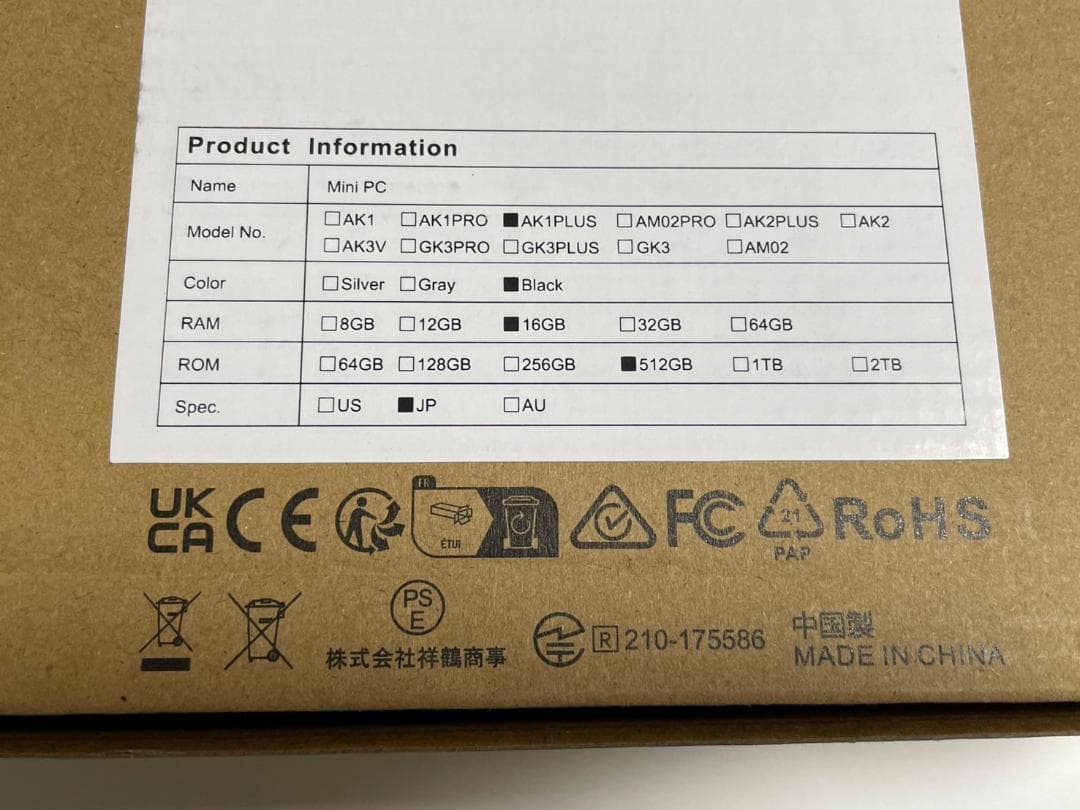 Product Information
Name Mini PC
Model No. □AK1 □AK1PRO ■AK1PLUS □AM02PRO □AK2PLUS □AK2
□AK3V □GK3PRO □GK3PLUS □GK3 □AM02
Color □Silver □Gray ■Black
RAM □8GB □12GB ■16GB □32GB □64GB
ROM □64GB □128GB □256GB ■512GB □1TB □2TB
Spec. □US ■JP □AU
UK
CA CE FR ÉTUI FC 21 PAP RoHS
PS
E
株式会社祥鶴商事 R 210-175586
中国製
MADE IN CHINA